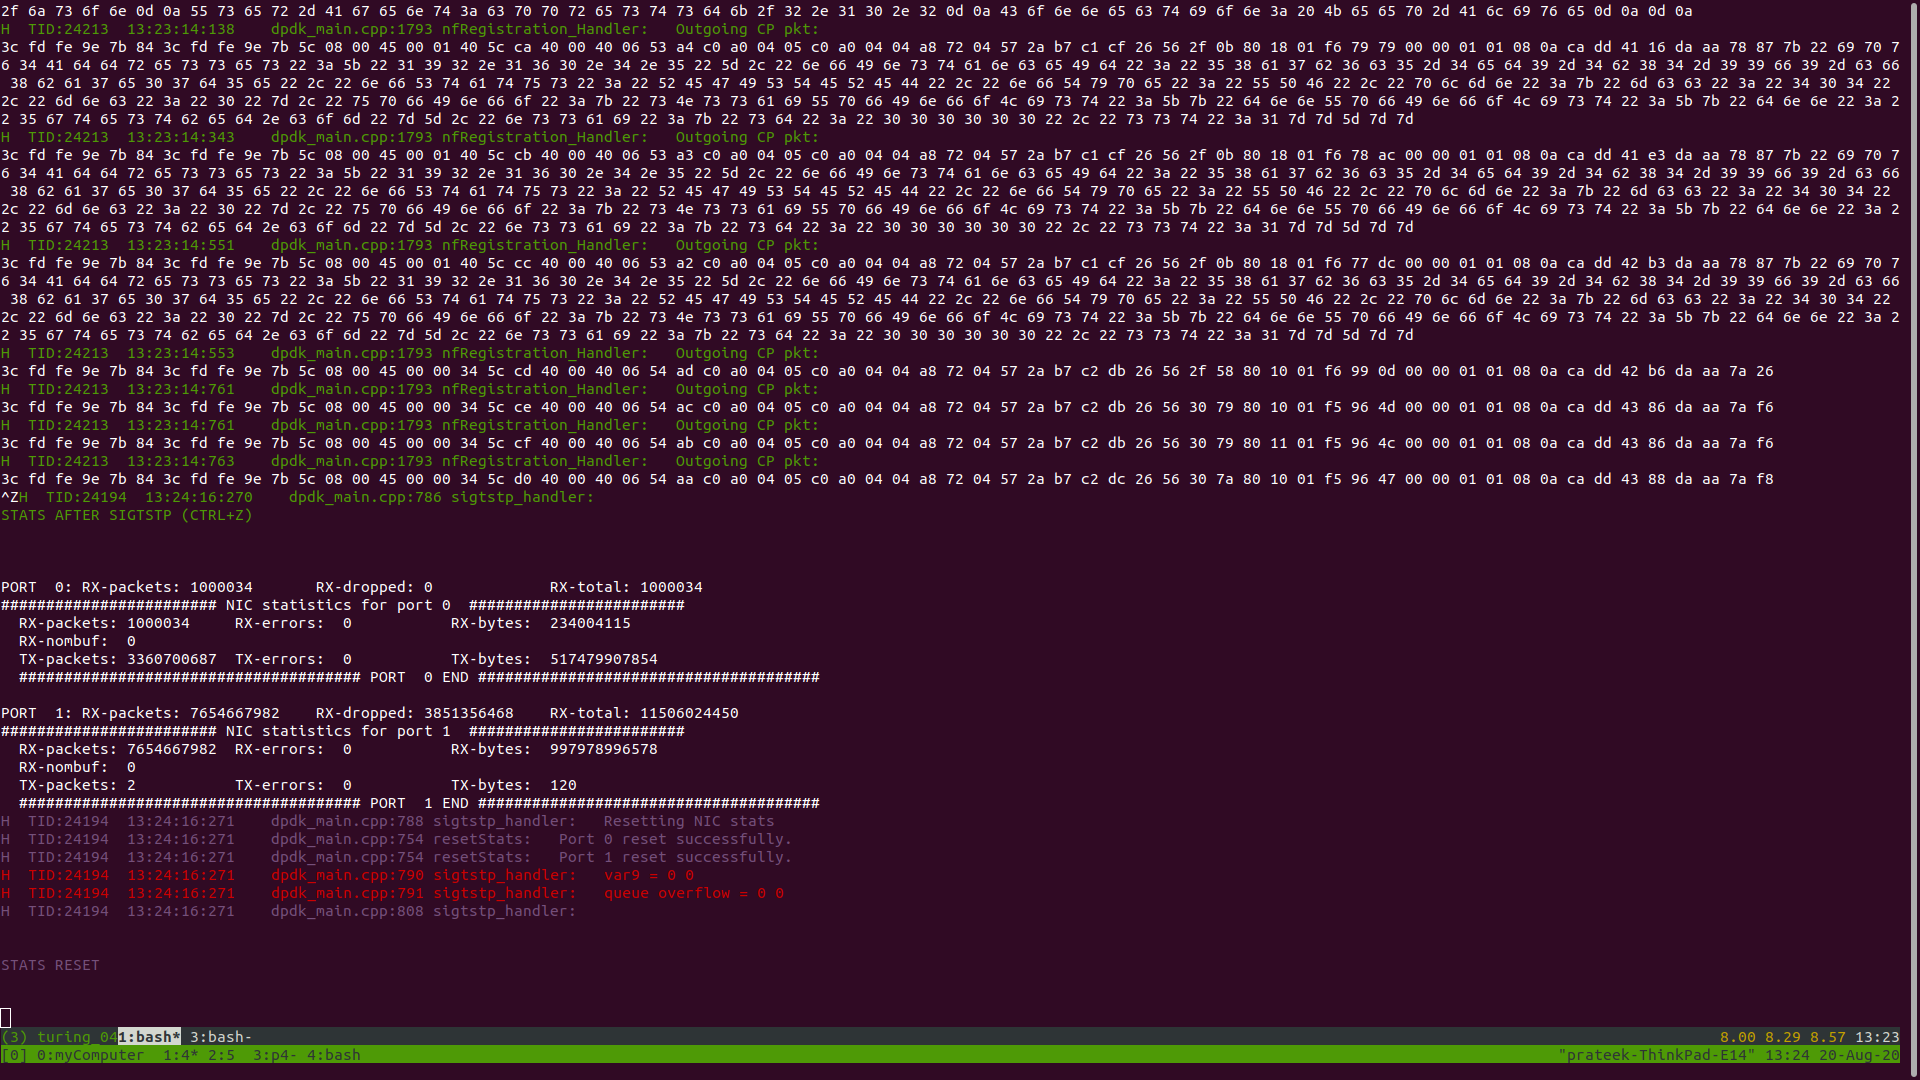 2f 6a 73 6f 6e 0d 0a 55 73 65 72 2d 41 67 65 6e 74 3a 63 70 70 72 65 73 74 73 64 6b 2f 32 2e 31 30 2e 32 0d 0a 43 6f 6e 6e 65 63 74 69 6f 6e 3a 20 4b 65 65 70 2d 41 6c 69 76 65 0d 0a 0d 0a
H  TID:24213  13:23:14:138    dpdk_main.cpp:1793 nfRegistration_Handler:   Outgoing CP pkt:
3c fd fe 9e 7b 84 3c fd fe 9e 7b 5c 08 00 45 00 01 40 5c ca 40 00 40 06 53 a4 c0 a0 04 05 c0 a0 04 04 a8 72 04 57 2a b7 c1 cf 26 56 2f 0b 80 18 01 f6 79 79 00 00 01 01 08 0a ca dd 41 16 da aa 78 87 7b 22 69 70 7
6 34 41 64 64 72 65 73 73 65 73 22 3a 5b 22 31 39 32 2e 31 36 30 2e 34 2e 35 22 5d 2c 22 6e 66 49 6e 73 74 61 6e 63 65 49 64 22 3a 22 35 38 61 37 62 36 63 35 2d 34 65 64 39 2d 34 62 38 34 2d 39 39 66 39 2d 63 66
 38 62 61 37 65 30 37 64 35 65 22 2c 22 6e 66 53 74 61 74 75 73 22 3a 22 52 45 47 49 53 54 45 52 45 44 22 2c 22 6e 66 54 79 70 65 22 3a 22 55 50 46 22 2c 22 70 6c 6d 6e 22 3a 7b 22 6d 63 63 22 3a 22 34 30 34 22
2c 22 6d 6e 63 22 3a 22 30 22 7d 2c 22 75 70 66 49 6e 66 6f 22 3a 7b 22 73 4e 73 73 61 69 55 70 66 49 6e 66 6f 4c 69 73 74 22 3a 5b 7b 22 64 6e 6e 55 70 66 49 6e 66 6f 4c 69 73 74 22 3a 5b 7b 22 64 6e 6e 22 3a 2
2 35 67 74 65 73 74 62 65 64 2e 63 6f 6d 22 7d 5d 2c 22 6e 73 73 61 69 22 3a 7b 22 73 64 22 3a 22 30 30 30 30 30 30 22 2c 22 73 73 74 22 3a 31 7d 7d 5d 7d 7d
H  TID:24213  13:23:14:343    dpdk_main.cpp:1793 nfRegistration_Handler:   Outgoing CP pkt:
3c fd fe 9e 7b 84 3c fd fe 9e 7b 5c 08 00 45 00 01 40 5c cb 40 00 40 06 53 a3 c0 a0 04 05 c0 a0 04 04 a8 72 04 57 2a b7 c1 cf 26 56 2f 0b 80 18 01 f6 78 ac 00 00 01 01 08 0a ca dd 41 e3 da aa 78 87 7b 22 69 70 7
6 34 41 64 64 72 65 73 73 65 73 22 3a 5b 22 31 39 32 2e 31 36 30 2e 34 2e 35 22 5d 2c 22 6e 66 49 6e 73 74 61 6e 63 65 49 64 22 3a 22 35 38 61 37 62 36 63 35 2d 34 65 64 39 2d 34 62 38 34 2d 39 39 66 39 2d 63 66
 38 62 61 37 65 30 37 64 35 65 22 2c 22 6e 66 53 74 61 74 75 73 22 3a 22 52 45 47 49 53 54 45 52 45 44 22 2c 22 6e 66 54 79 70 65 22 3a 22 55 50 46 22 2c 22 70 6c 6d 6e 22 3a 7b 22 6d 63 63 22 3a 22 34 30 34 22
2c 22 6d 6e 63 22 3a 22 30 22 7d 2c 22 75 70 66 49 6e 66 6f 22 3a 7b 22 73 4e 73 73 61 69 55 70 66 49 6e 66 6f 4c 69 73 74 22 3a 5b 7b 22 64 6e 6e 55 70 66 49 6e 66 6f 4c 69 73 74 22 3a 5b 7b 22 64 6e 6e 22 3a 2
2 35 67 74 65 73 74 62 65 64 2e 63 6f 6d 22 7d 5d 2c 22 6e 73 73 61 69 22 3a 7b 22 73 64 22 3a 22 30 30 30 30 30 30 22 2c 22 73 73 74 22 3a 31 7d 7d 5d 7d 7d
H  TID:24213  13:23:14:551    dpdk_main.cpp:1793 nfRegistration_Handler:   Outgoing CP pkt:
3c fd fe 9e 7b 84 3c fd fe 9e 7b 5c 08 00 45 00 01 40 5c cc 40 00 40 06 53 a2 c0 a0 04 05 c0 a0 04 04 a8 72 04 57 2a b7 c1 cf 26 56 2f 0b 80 18 01 f6 77 dc 00 00 01 01 08 0a ca dd 42 b3 da aa 78 87 7b 22 69 70 7
6 34 41 64 64 72 65 73 73 65 73 22 3a 5b 22 31 39 32 2e 31 36 30 2e 34 2e 35 22 5d 2c 22 6e 66 49 6e 73 74 61 6e 63 65 49 64 22 3a 22 35 38 61 37 62 36 63 35 2d 34 65 64 39 2d 34 62 38 34 2d 39 39 66 39 2d 63 66
 38 62 61 37 65 30 37 64 35 65 22 2c 22 6e 66 53 74 61 74 75 73 22 3a 22 52 45 47 49 53 54 45 52 45 44 22 2c 22 6e 66 54 79 70 65 22 3a 22 55 50 46 22 2c 22 70 6c 6d 6e 22 3a 7b 22 6d 63 63 22 3a 22 34 30 34 22
2c 22 6d 6e 63 22 3a 22 30 22 7d 2c 22 75 70 66 49 6e 66 6f 22 3a 7b 22 73 4e 73 73 61 69 55 70 66 49 6e 66 6f 4c 69 73 74 22 3a 5b 7b 22 64 6e 6e 55 70 66 49 6e 66 6f 4c 69 73 74 22 3a 5b 7b 22 64 6e 6e 22 3a 2
2 35 67 74 65 73 74 62 65 64 2e 63 6f 6d 22 7d 5d 2c 22 6e 73 73 61 69 22 3a 7b 22 73 64 22 3a 22 30 30 30 30 30 30 22 2c 22 73 73 74 22 3a 31 7d 7d 5d 7d 7d
H  TID:24213  13:23:14:553    dpdk_main.cpp:1793 nfRegistration_Handler:   Outgoing CP pkt:
3c fd fe 9e 7b 84 3c fd fe 9e 7b 5c 08 00 45 00 00 34 5c cd 40 00 40 06 54 ad c0 a0 04 05 c0 a0 04 04 a8 72 04 57 2a b7 c2 db 26 56 2f 58 80 10 01 f6 99 0d 00 00 01 01 08 0a ca dd 42 b6 da aa 7a 26
H  TID:24213  13:23:14:761    dpdk_main.cpp:1793 nfRegistration_Handler:   Outgoing CP pkt:
3c fd fe 9e 7b 84 3c fd fe 9e 7b 5c 08 00 45 00 00 34 5c ce 40 00 40 06 54 ac c0 a0 04 05 c0 a0 04 04 a8 72 04 57 2a b7 c2 db 26 56 30 79 80 10 01 f5 96 4d 00 00 01 01 08 0a ca dd 43 86 da aa 7a f6
H  TID:24213  13:23:14:761    dpdk_main.cpp:1793 nfRegistration_Handler:   Outgoing CP pkt:
3c fd fe 9e 7b 84 3c fd fe 9e 7b 5c 08 00 45 00 00 34 5c cf 40 00 40 06 54 ab c0 a0 04 05 c0 a0 04 04 a8 72 04 57 2a b7 c2 db 26 56 30 79 80 11 01 f5 96 4c 00 00 01 01 08 0a ca dd 43 86 da aa 7a f6
H  TID:24213  13:23:14:763    dpdk_main.cpp:1793 nfRegistration_Handler:   Outgoing CP pkt:
3c fd fe 9e 7b 84 3c fd fe 9e 7b 5c 08 00 45 00 00 34 5c d0 40 00 40 06 54 aa c0 a0 04 05 c0 a0 04 04 a8 72 04 57 2a b7 c2 dc 26 56 30 7a 80 10 01 f5 96 47 00 00 01 01 08 0a ca dd 43 88 da aa 7a f8
^ZH  TID:24194  13:24:16:270    dpdk_main.cpp:786 sigtstp_handler:
STATS AFTER SIGTSTP (CTRL+Z)
PORT  0: RX-packets: 1000034       RX-dropped: 0             RX-total: 1000034
######################## NIC statistics for port 0  ########################
  RX-packets: 1000034     RX-errors:  0           RX-bytes:  234004115
  RX-nombuf:  0
  TX-packets: 3360700687  TX-errors:  0           TX-bytes:  517479907854
  ###################################### PORT  0 END ######################################
PORT  1: RX-packets: 7654667982    RX-dropped: 3851356468    RX-total: 11506024450
######################## NIC statistics for port 1  ########################
  RX-packets: 7654667982  RX-errors:  0           RX-bytes:  997978996578
  RX-nombuf:  0
  TX-packets: 2           TX-errors:  0           TX-bytes:  120
  ###################################### PORT  1 END ######################################
H  TID:24194  13:24:16:271    dpdk_main.cpp:788 sigtstp_handler:   Resetting NIC stats
H  TID:24194  13:24:16:271    dpdk_main.cpp:754 resetStats:   Port 0 reset successfully.
H  TID:24194  13:24:16:271    dpdk_main.cpp:754 resetStats:   Port 1 reset successfully.
H  TID:24194  13:24:16:271    dpdk_main.cpp:790 sigtstp_handler:   var9 = 0 0
H  TID:24194  13:24:16:271    dpdk_main.cpp:791 sigtstp_handler:   queue overflow = 0 0
H  TID:24194  13:24:16:271    dpdk_main.cpp:808 sigtstp_handler:
STATS RESET
(3) turing_041:bash* 3:bash-  8.00 8.29 8.57 13:23
[0] 0:myComputer  1:4* 2:5  3:p4- 4:bash  "prateek-ThinkPad-E14" 13:24 20-Aug-20